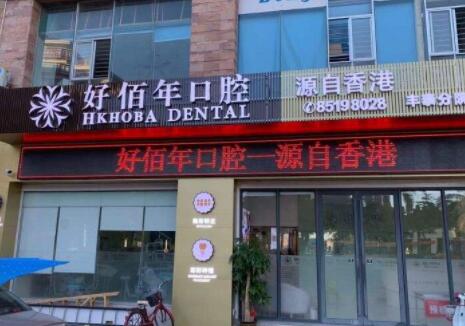 好佰年口腔
HKHOBA DENTAL
源自香港
85198028
丰泰分院
好佰年口腔—源自香港